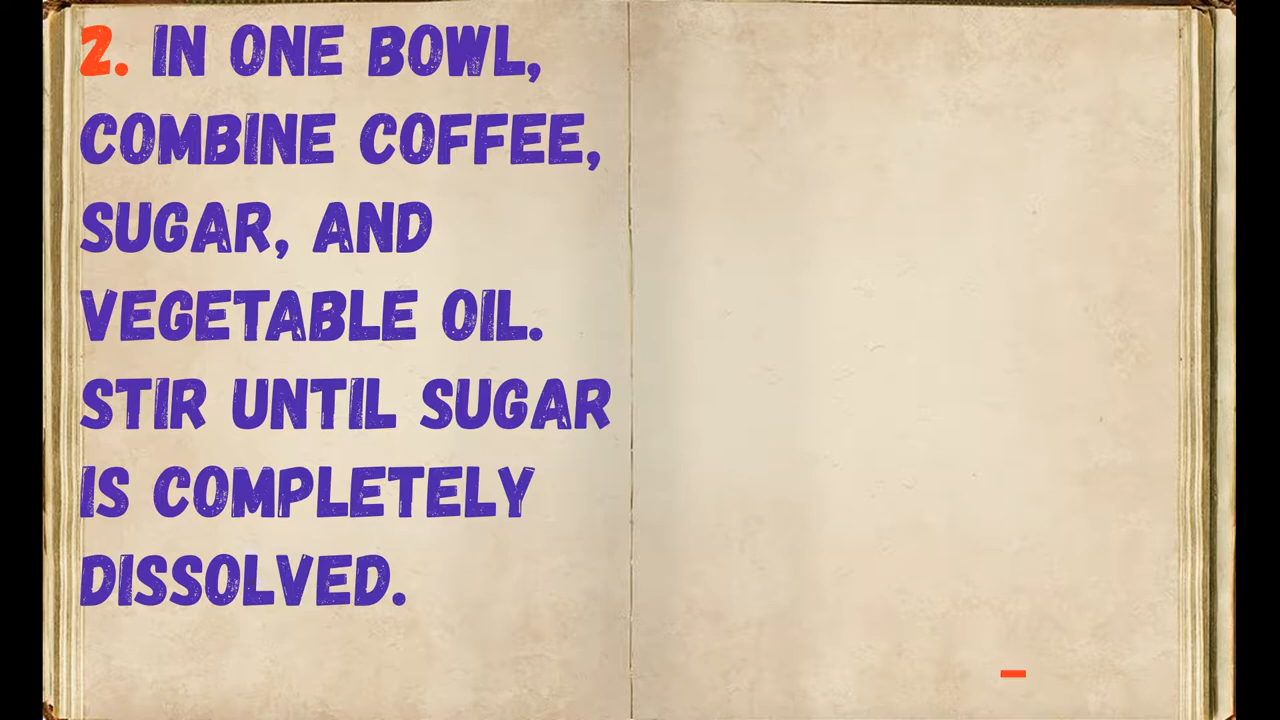 2. IN ONE BOWL,
COMBINE COFFEE,
SUGAR, AND
VEGETABLE OIL.
STIR UNTIL SUGAR
IS COMPLETELY
DISSOLVED.
-